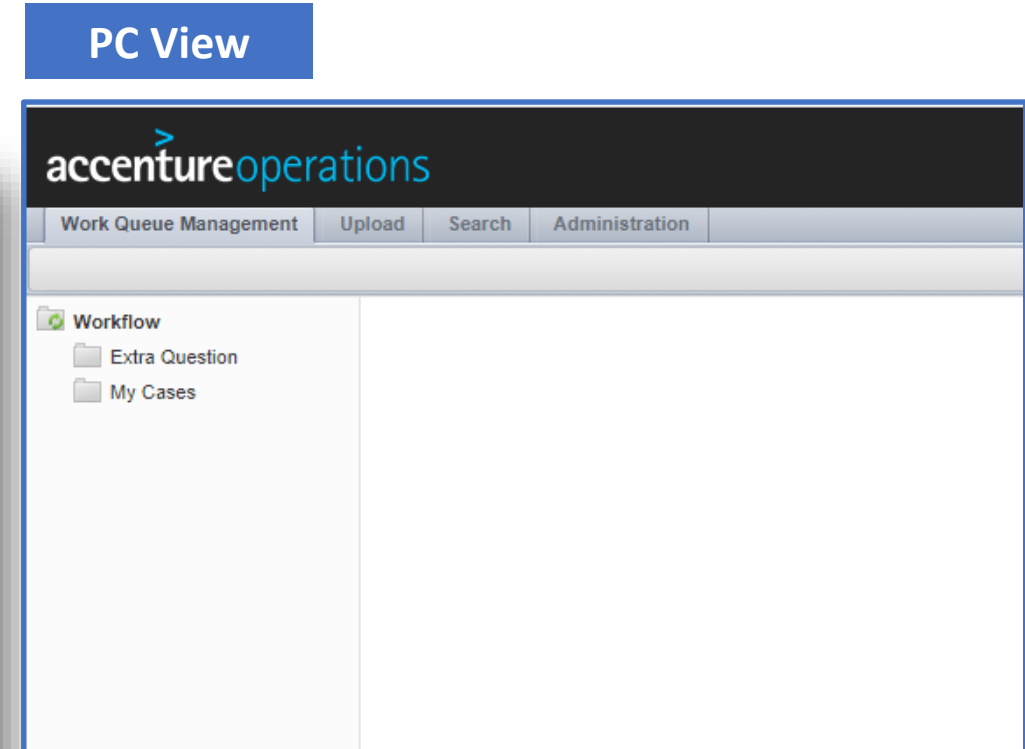 PC View
accentureoperations
Work Queue Management Upload Search Administration
Workflow
Extra Question
My Cases